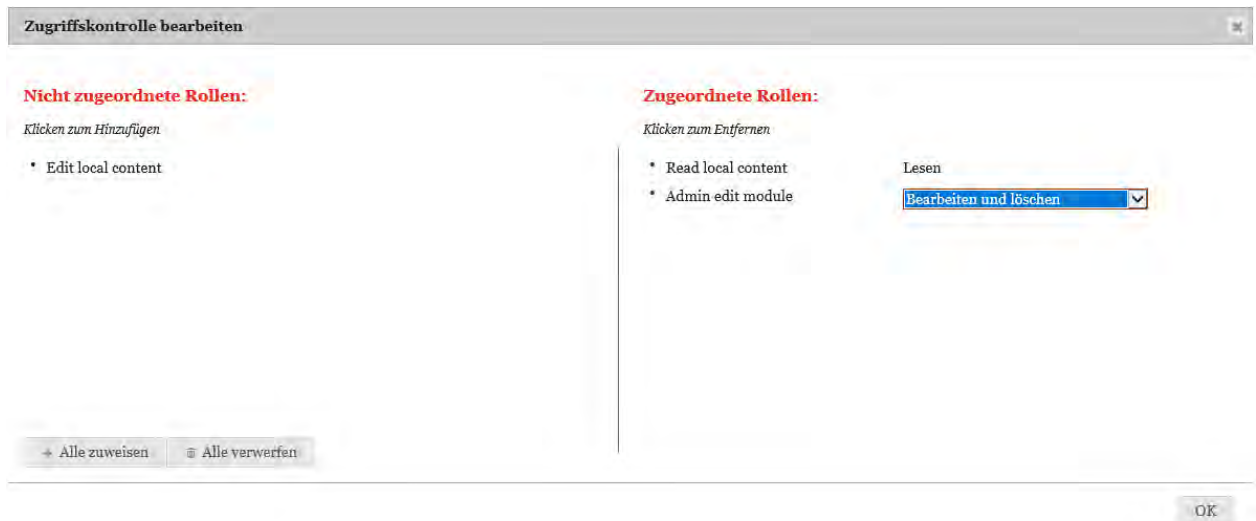 Zugriffskontrolle bearbeiten
Nicht zugeordnete Rollen:
Klicken zum Hinzufügen
• Edit local content
Zugeordnete Rollen:
Klicken zum Entfernen
• Read local content Lesen
• Admin edit module Bearbeiten und löschen
Alle zuweisen Alle verwerfen
OK